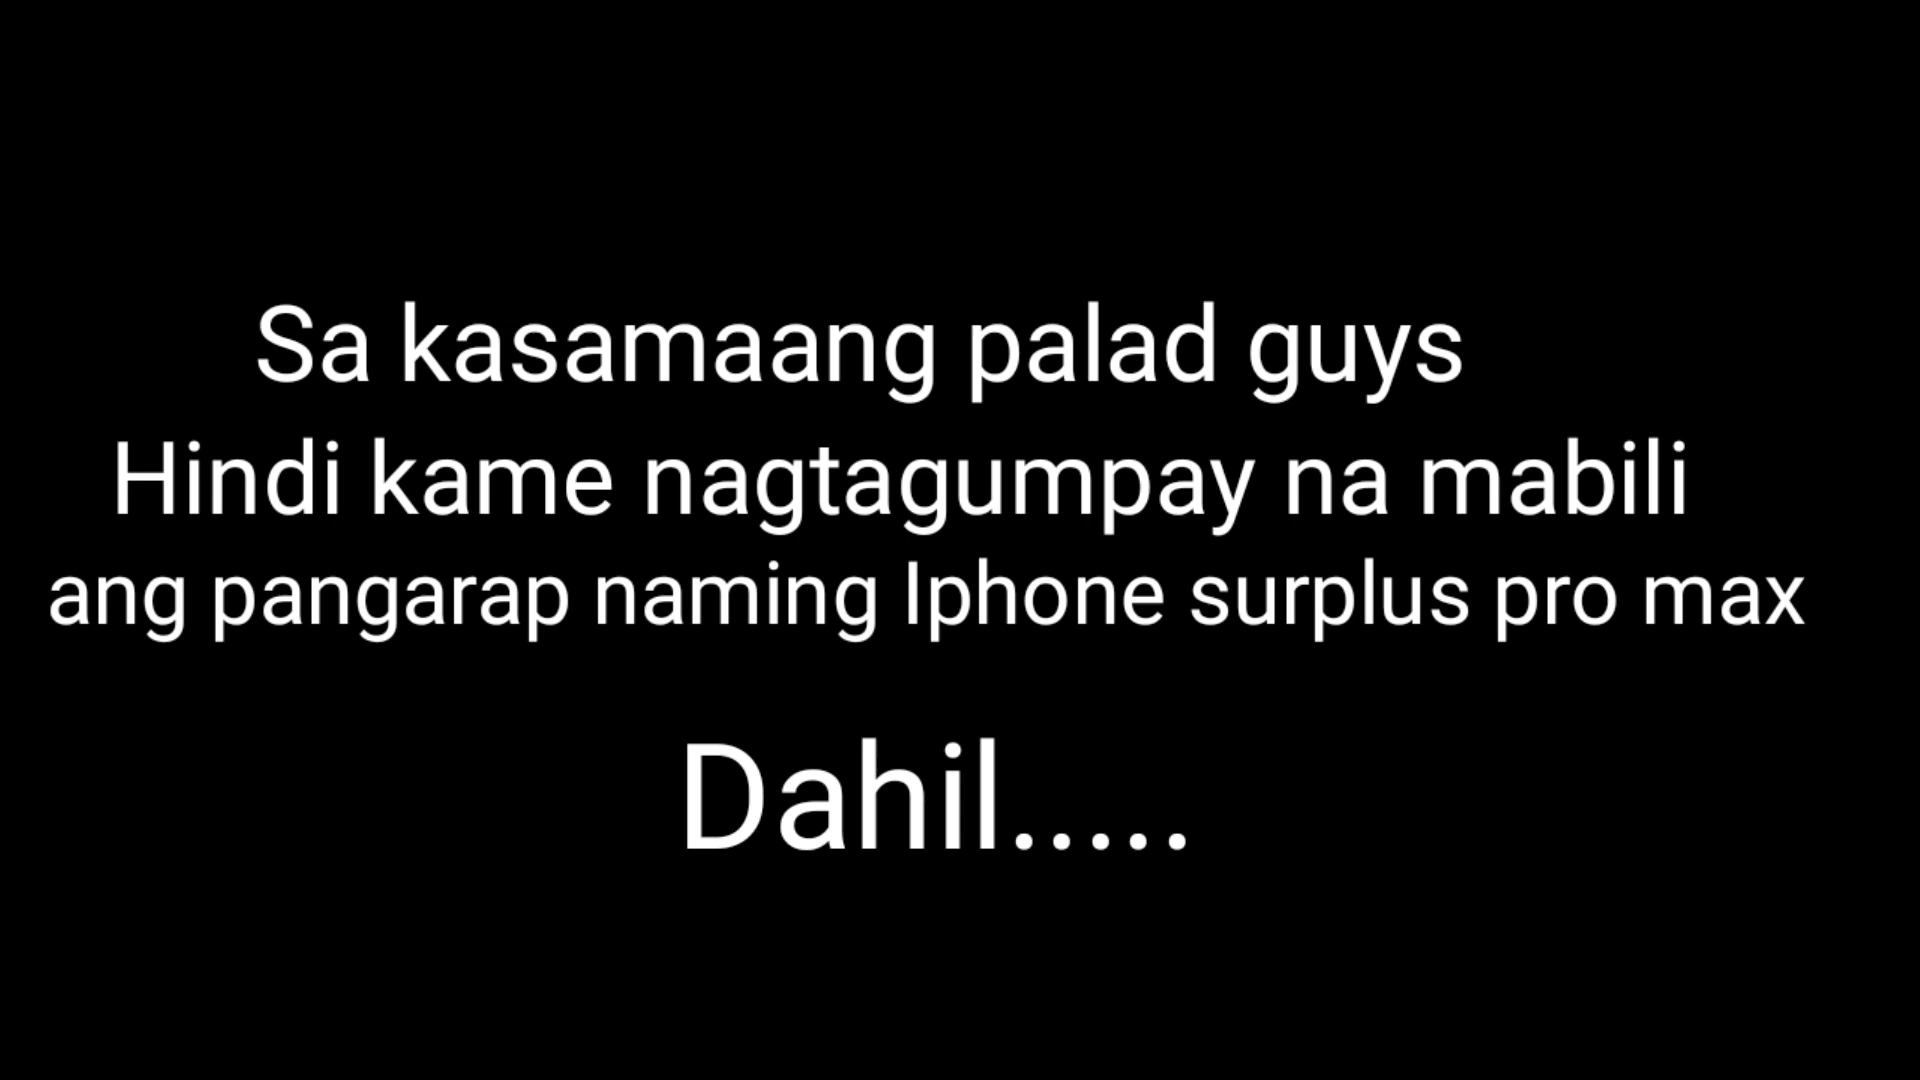 Sa kasamaang palad guys
Hindi kame nagtagumpay na mabili
ang pangarap naming Iphone surplus pro max
Dahil.....